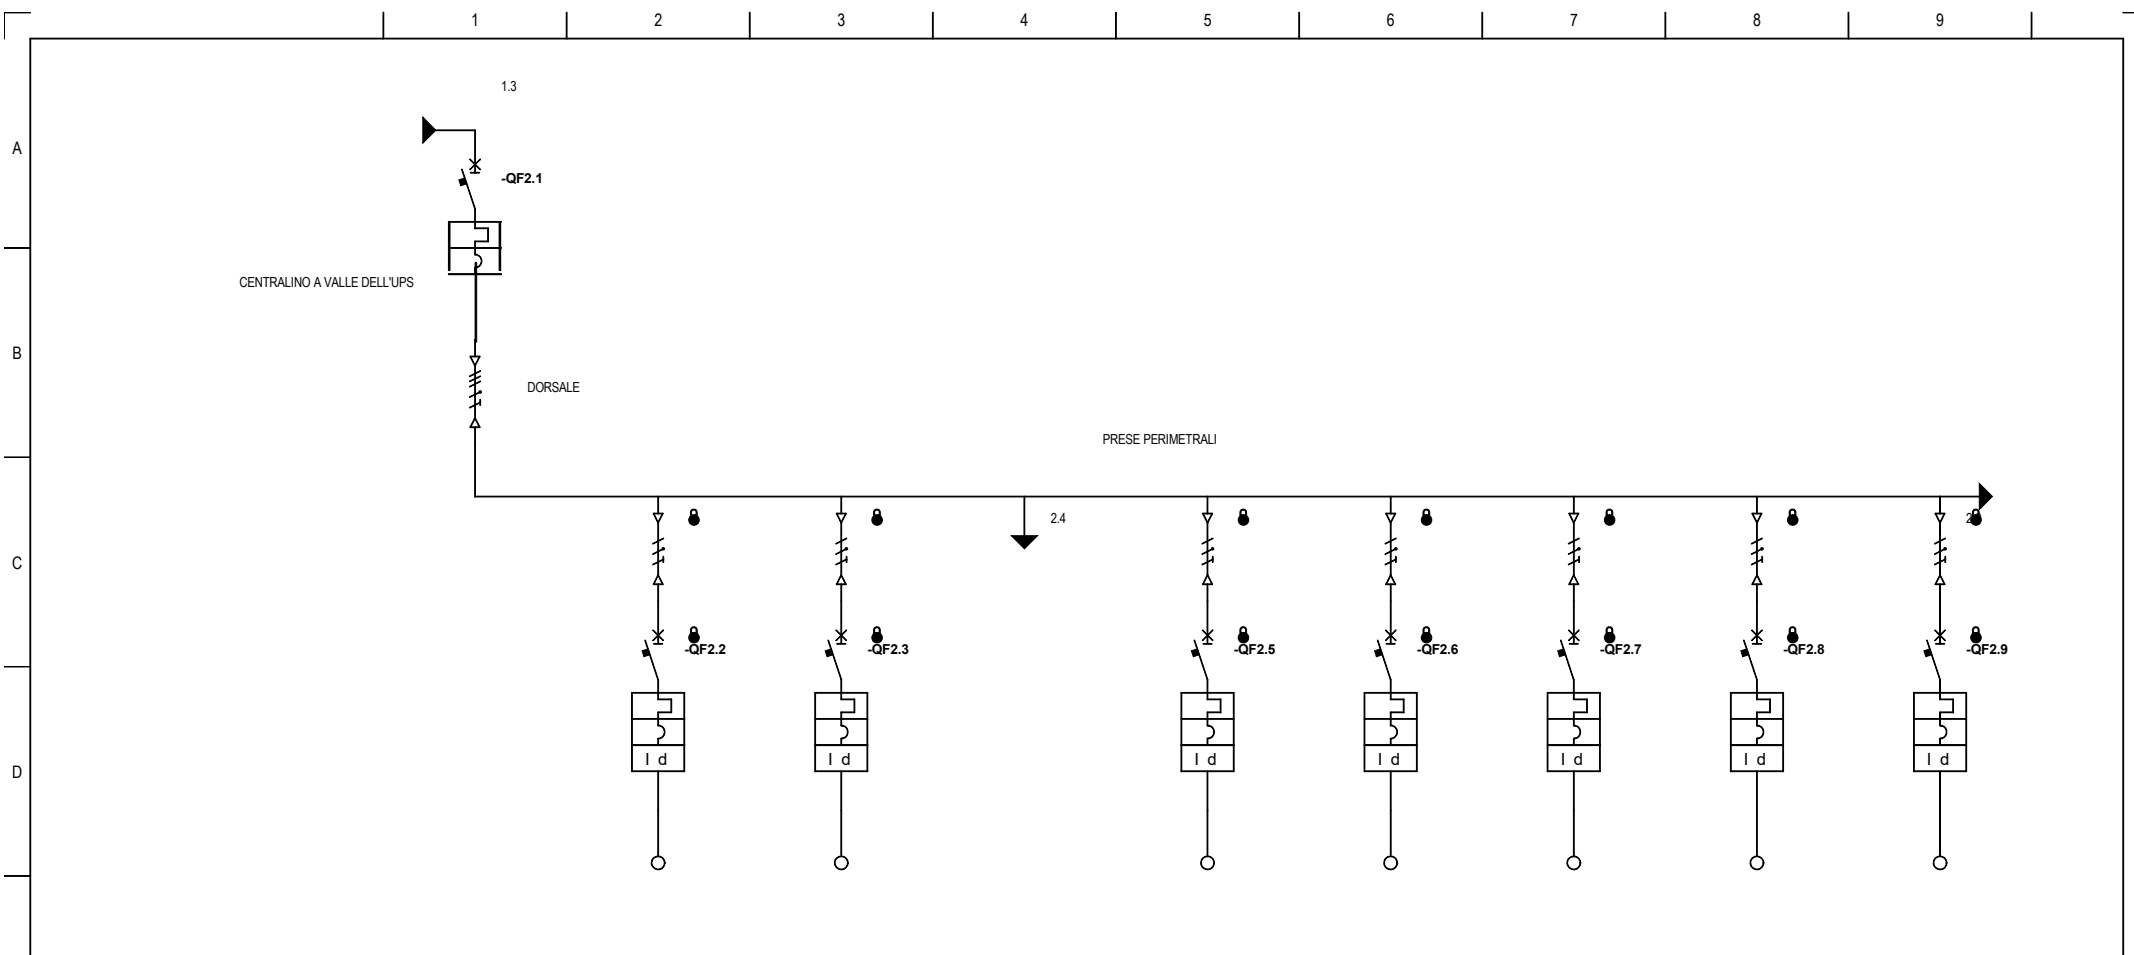 1 2 3 4 5 6 7 8 9
1.3
A
-QF2.1
CENTRALINO A VALLE DELL'UPS
B
DORSALE
PRESE PERIMETRALI
2.4
C
-QF2.2 -QF2.3 -QF2.5 -QF2.6 -QF2.7 -QF2.8 -QF2.9
I d I d I d I d I d I d I d
D